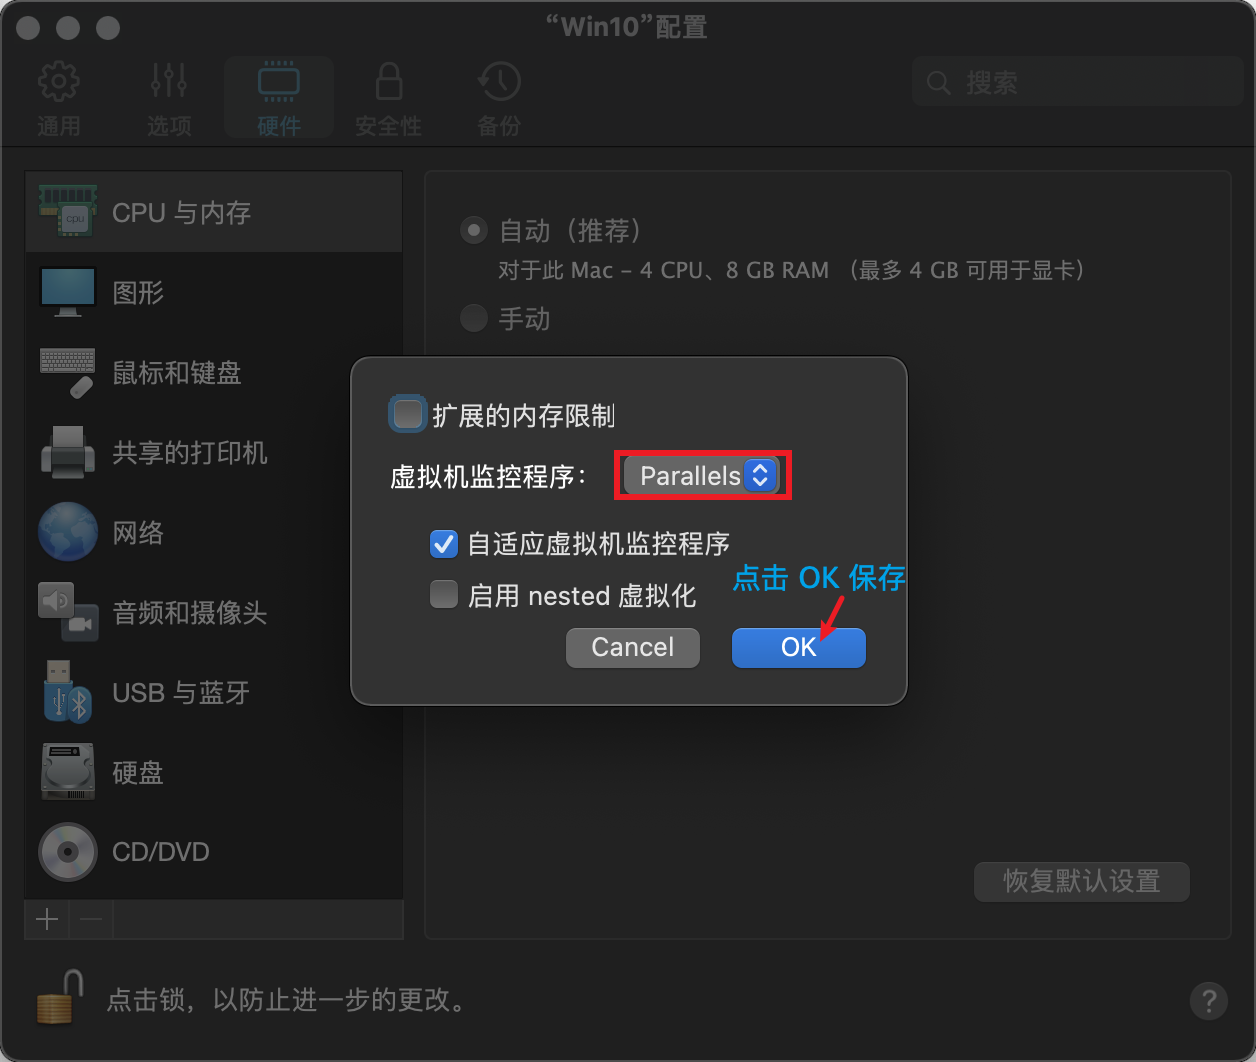 “Win10”配置
通用
选项
硬件
安全性
备份
搜索
CPU 与内存
cpu
图形
鼠标和键盘
共享的打印机
网络
音频和摄像头
USB 与蓝牙
硬盘
CD/DVD
自动（推荐）
对于此 Mac – 4 CPU、8 GB RAM （最多 4 GB 可用于显卡）
手动
扩展的内存限制
虚拟机监控程序： Parallels
自适应虚拟机监控程序
启用 nested 虚拟化
点击 OK 保存
Cancel
OK
恢复默认设置
点击锁，以防止进一步的更改。
?